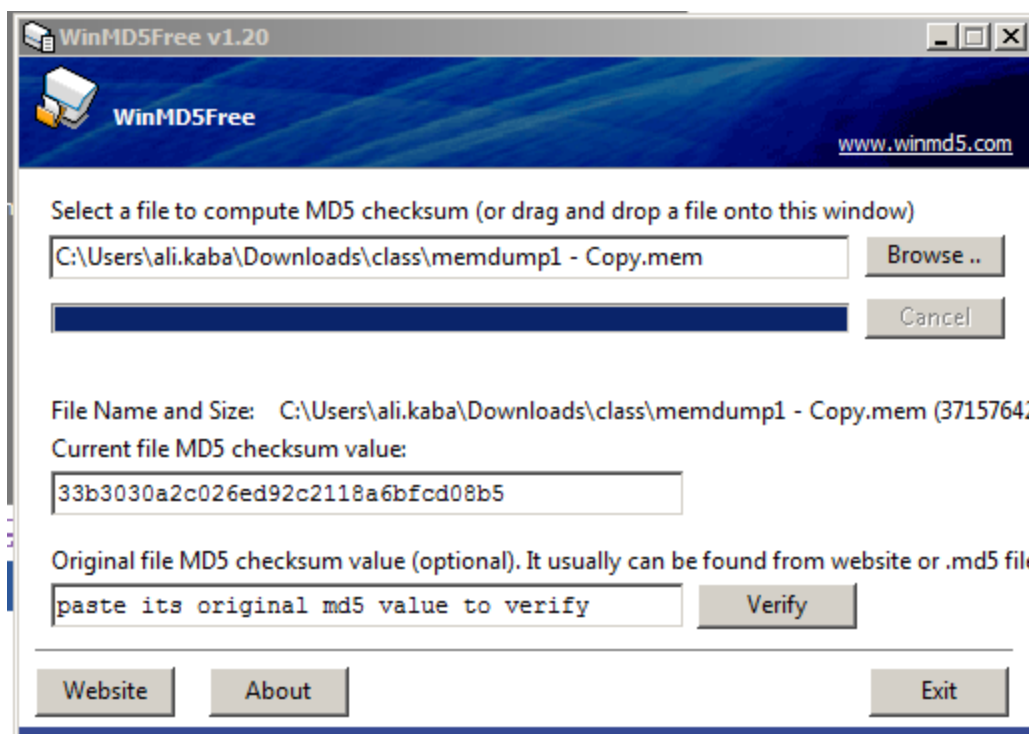 WinMD5Free v1.20
WinMD5Free
www.winmd5.com
Select a file to compute MD5 checksum (or drag and drop a file onto this window)
C:\Users\ali.kaba\Downloads\class\memdump1 - Copy.mem
Browse ..
Cancel
File Name and Size: C:\Users\ali.kaba\Downloads\class\memdump1 - Copy.mem (37157642
Current file MD5 checksum value:
33b3030a2c026ed92c2118a6bfcd08b5
Original file MD5 checksum value (optional). It usually can be found from website or .md5 file
paste its original md5 value to verify
Verify
Website
About
Exit